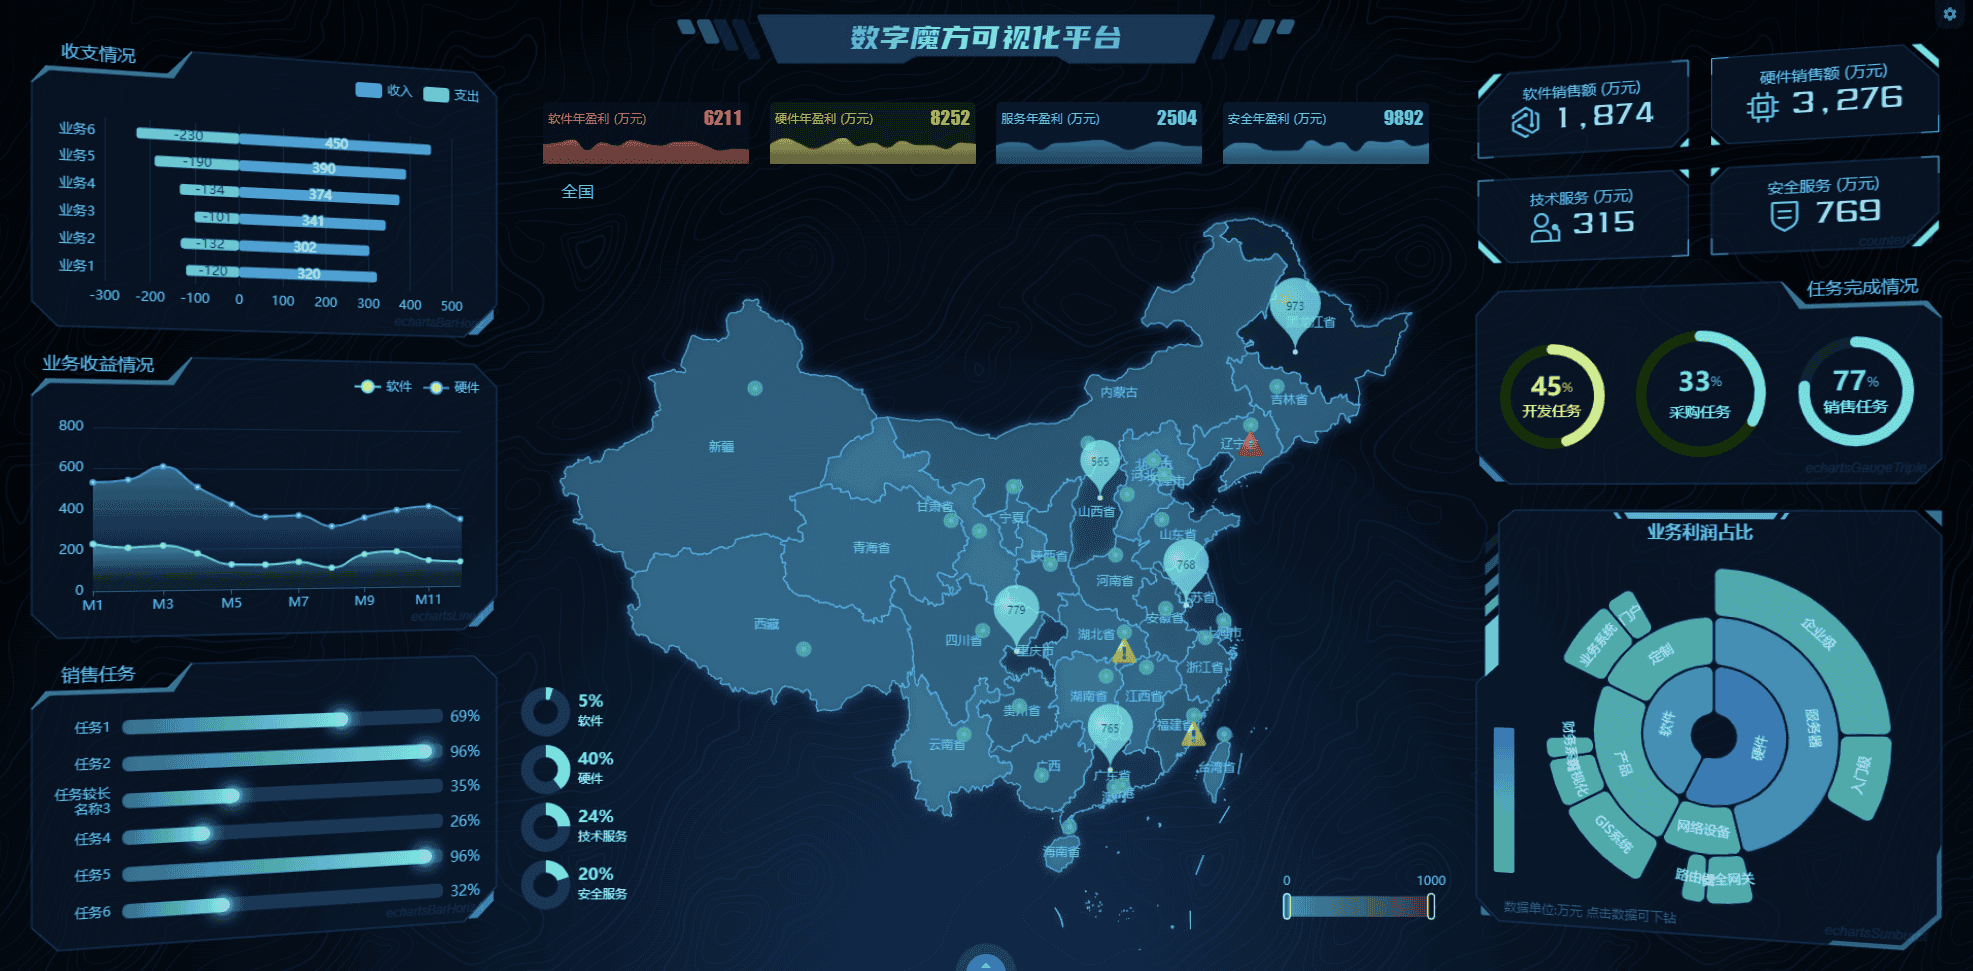 数字魔方可视化平台
收支情况
收入
支出
业务6
-230
450
业务5
-190
390
业务4
-134
374
业务3
-101
341
业务2
-132
302
业务1
-120
320
-300
-200
-100
0
100
200
300
400
500
业务收益情况
软件
硬件
800
600
400
200
0
M1
M3
M5
M7
M9
M11
销售任务
任务1
69%
任务2
96%
任务较长
名称3
35%
任务4
26%
任务5
96%
任务6
32%
软件年盈利 (万元)
6211
硬件年盈利 (万元)
8252
服务年盈利 (万元)
2504
安全年盈利 (万元)
9892
全国
973
黑龙江省
内蒙古
吉林省
辽宁省
新疆
565
天津市
甘肃省
宁夏
山西省
山东省
青海省
陕西省
768
河南省
779
江苏省
西藏
安徽省
四川省
湖北省
上海市
重庆市
浙江省
湖南省
江西省
贵州省
765
福建省
云南省
广西
广东省
台湾省
海南省
0
1000
5%
软件
40%
硬件
24%
技术服务
20%
安全服务
软件销售额 (万元)
1,874
硬件销售额 (万元)
3,276
技术服务 (万元)
315
安全服务 (万元)
769
任务完成情况
45%
开发任务
33%
采购任务
77%
销售任务
echartsGaugeTriple
业务利润占比
企业级
门户
业务系统
定制
软件
硬件
服务器
入门级
产品
GIS系统
网络设备
数据单位:万元 点击数据可下钻